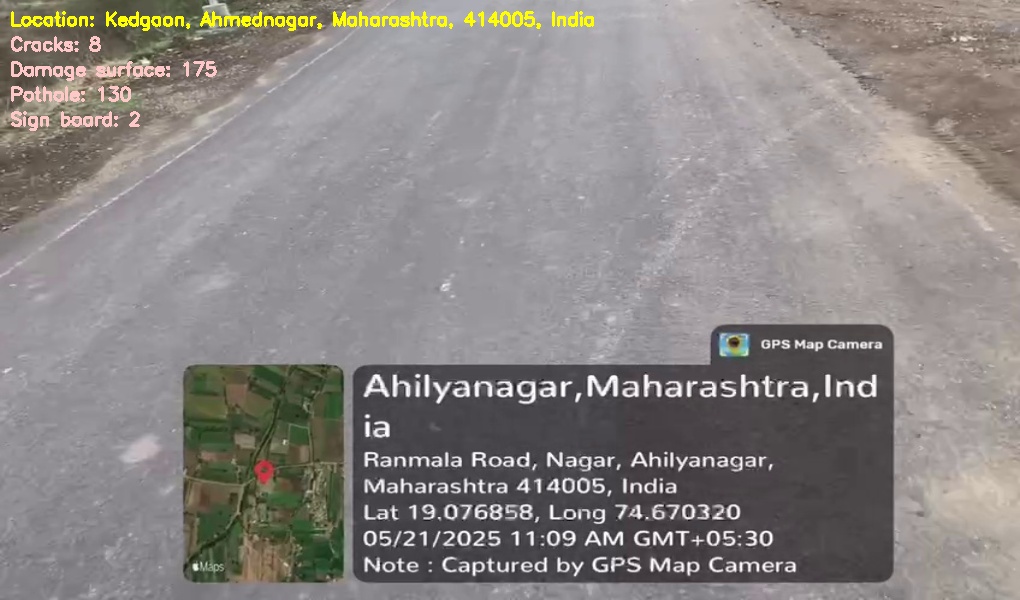 Location: Kedgaon, Ahmednagar, Maharashtra, 414005, India
Cracks: 8
Damage surface: 175
Pothole: 130
Sign board: 2
GPS Map Camera
Ahilyanagar,Maharashtra,Ind
ia
Ranmala Road, Nagar, Ahilyanagar,
Maharashtra 414005, India
Lat 19.076858, Long 74.670320
05/21/2025 11:09 AM GMT+05:30
Note : Captured by GPS Map Camera
Maps